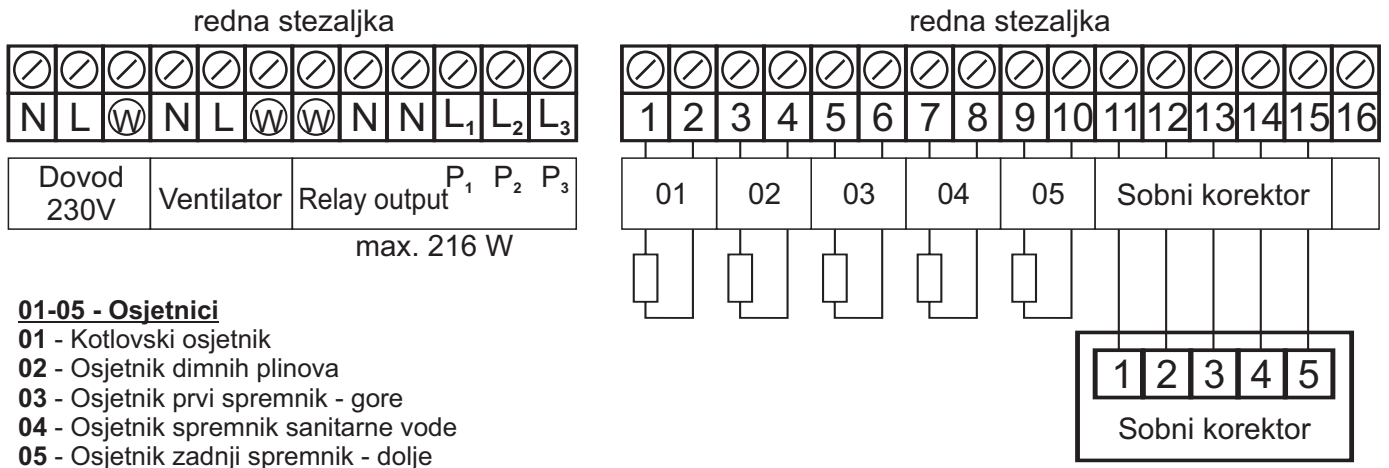 redna stezaljka
redna stezaljka
N L W N L W W N N L₁ L₂ L₃
1 2 3 4 5 6 7 8 9 10 11 12 13 14 15 16
Dovod
230V
Ventilator
Relay output P₁ P₂ P₃
max. 216 W
01 02 03 04 05 Sobni korektor
01-05 - Osjetnici
01 - Kotlovski osjetnik
02 - Osjetnik dimnih plinova
03 - Osjetnik prvi spremnik - gore
04 - Osjetnik spremnik sanitarne vode
05 - Osjetnik zadnji spremnik - dolje
1 2 3 4 5
Sobni korektor